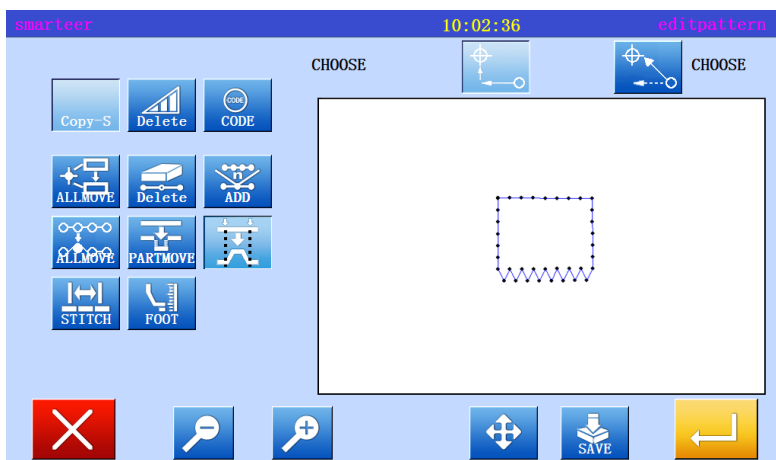 smarteer 10:02:36 editpattern
CHOOSE CHOOSE
Copy-S Delete CODE CODE
ALLMOVE Delete n ADD
ALLMOVE PARTMOVE
STITCH FOOT
SAVE